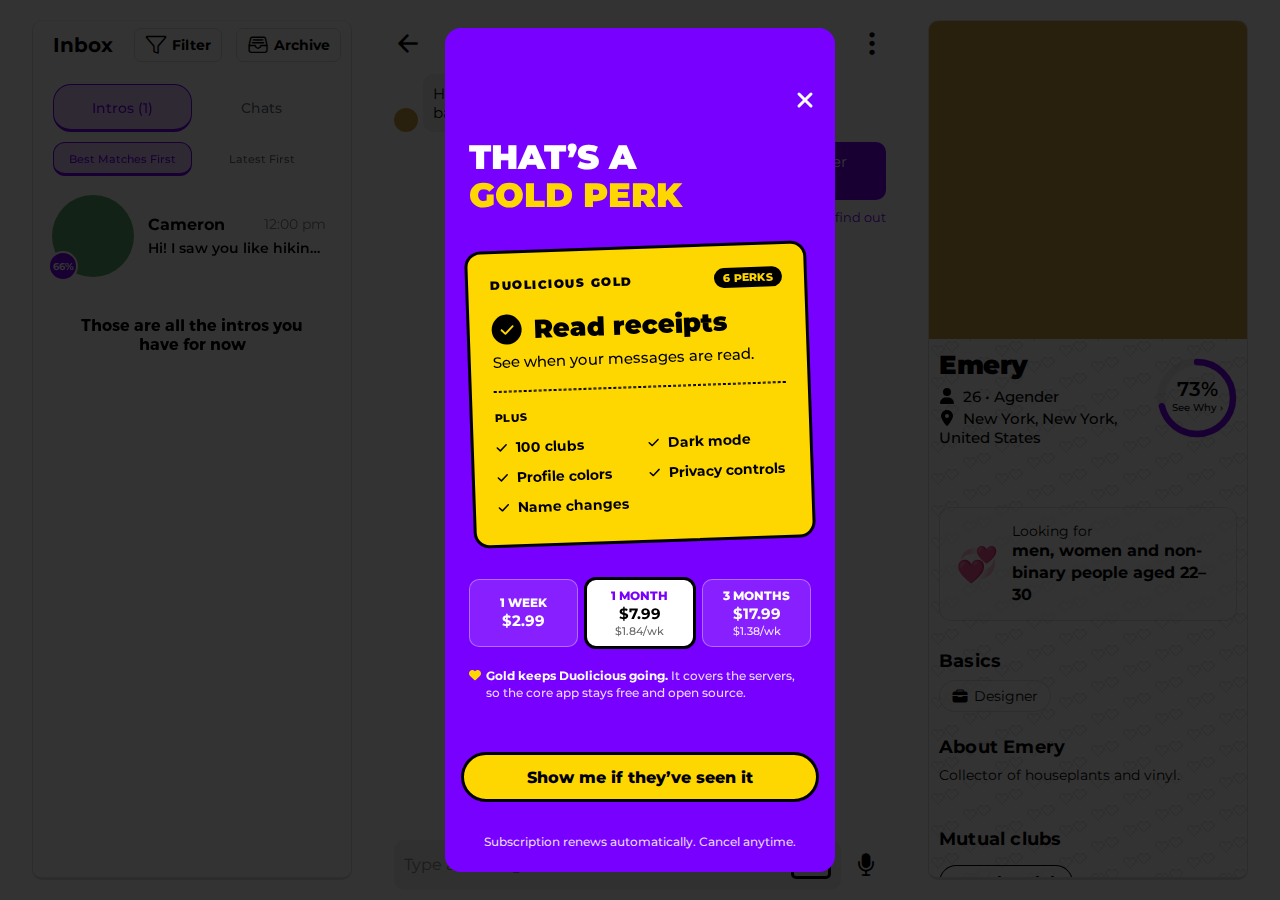 Inbox
Filter
Archive
Intros (1)
Chats
Best Matches First
Latest First
Cameron
12:00 pm
Hi! I saw you like hikin...
66%
Those are all the intros you
have for now
THAT’S A
GOLD PERK
DUOLICIOUS GOLD
6 PERKS
Read receipts
See when your messages are read.
PLUS
100 clubs
Dark mode
Profile colors
Privacy controls
Name changes
1 WEEK
$2.99
1 MONTH
$7.99
$1.84/wk
3 MONTHS
$17.99
$1.38/wk
Gold keeps Duolicious going. It covers the servers,
so the core app stays free and open source.
Show me if they’ve seen it
Subscription renews automatically. Cancel anytime.
find out
Type
Emery
26 • Agender
New York, New York,
United States
73%
See Why ›
Looking for
men, women and non-
binary people aged 22–
30
Basics
Designer
About Emery
Collector of houseplants and vinyl.
Mutual clubs